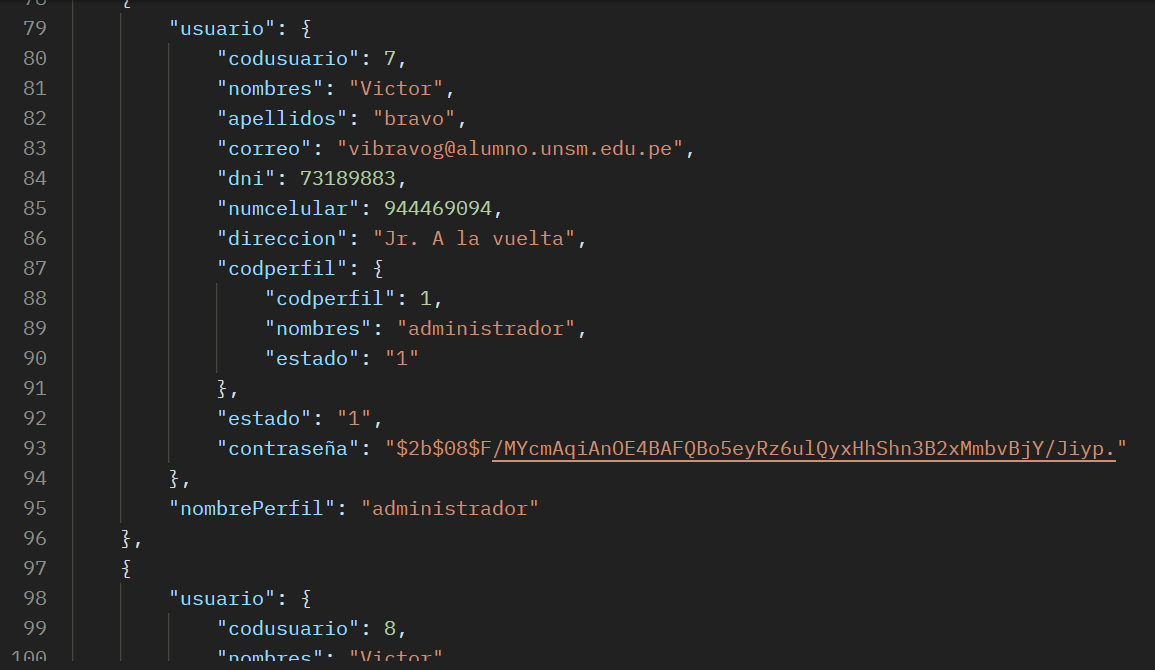 78 {
79 "usuario": {
80 "codusuario": 7,
81 "nombres": "Victor",
82 "apellidos": "bravo",
83 "correo": "vibravog@alumno.unsm.edu.pe",
84 "dni": 73189883,
85 "numcelular": 944469094,
86 "direccion": "Jr. A la vuelta",
87 "codperfil": {
88 "codperfil": 1,
89 "nombres": "administrador",
90 "estado": "1"
91 },
92 "estado": "1",
93 "contraseña": "$2b$08$F/MYcmAqiAnOE4BAFQBo5eyRz6ulQyxHhShn3B2xMmbvBjY/Jiyp."
94 },
95 "nombrePerfil": "administrador"
96 },
97 {
98 "usuario": {
99 "codusuario": 8,
100 "nombres": "Victor"